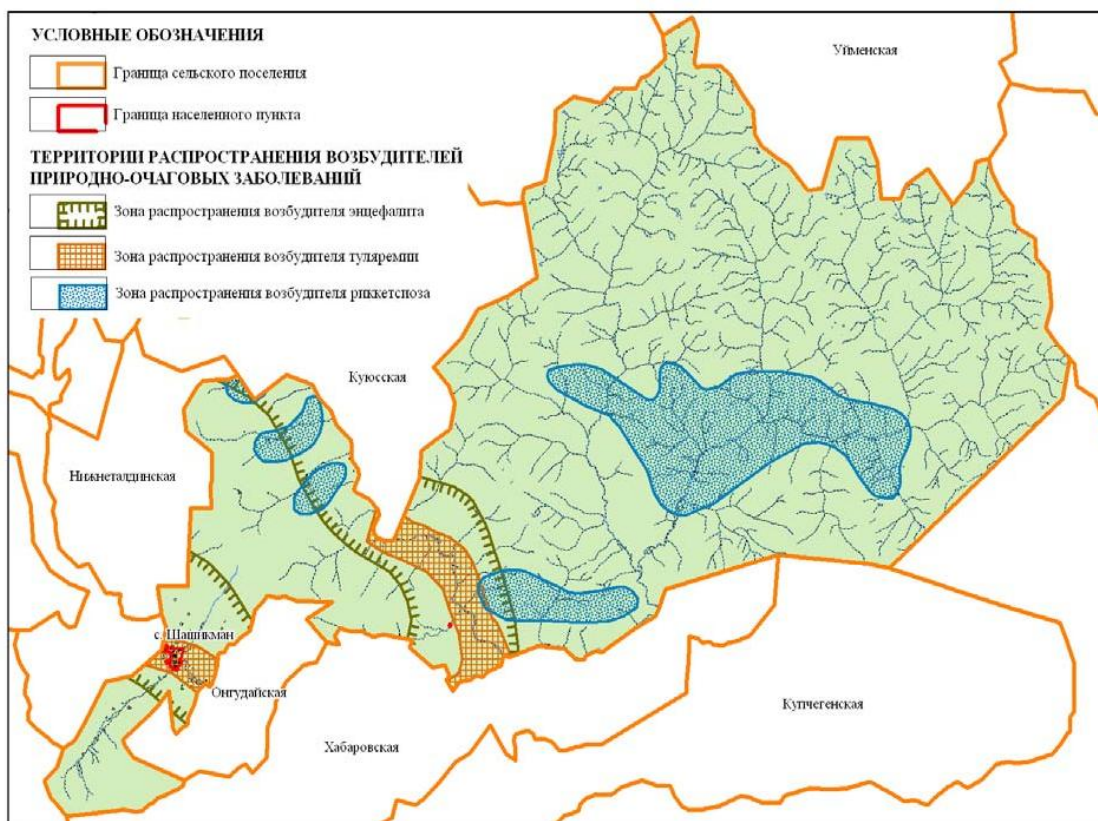 УСЛОВНЫЕ ОБОЗНАЧЕНИЯ
Граница сельского поселения
Граница населенного пункта
ТЕРРИТОРИИ РАСПРОСТРАНЕНИЯ ВОЗБУДИТЕЛЕЙ
ПРИРОДНО-ОЧАГОВЫХ ЗАБОЛЕВАНИЙ
Зона распространения возбудителя энцефалита
Зона распространения возбудителя туляремии
Зона распространения возбудителя риккетсиоза
Уйменская
Куюсская
Нижнеталдинская
с. Шашикман
Онгудайская
Хабаровская
Купчегенская